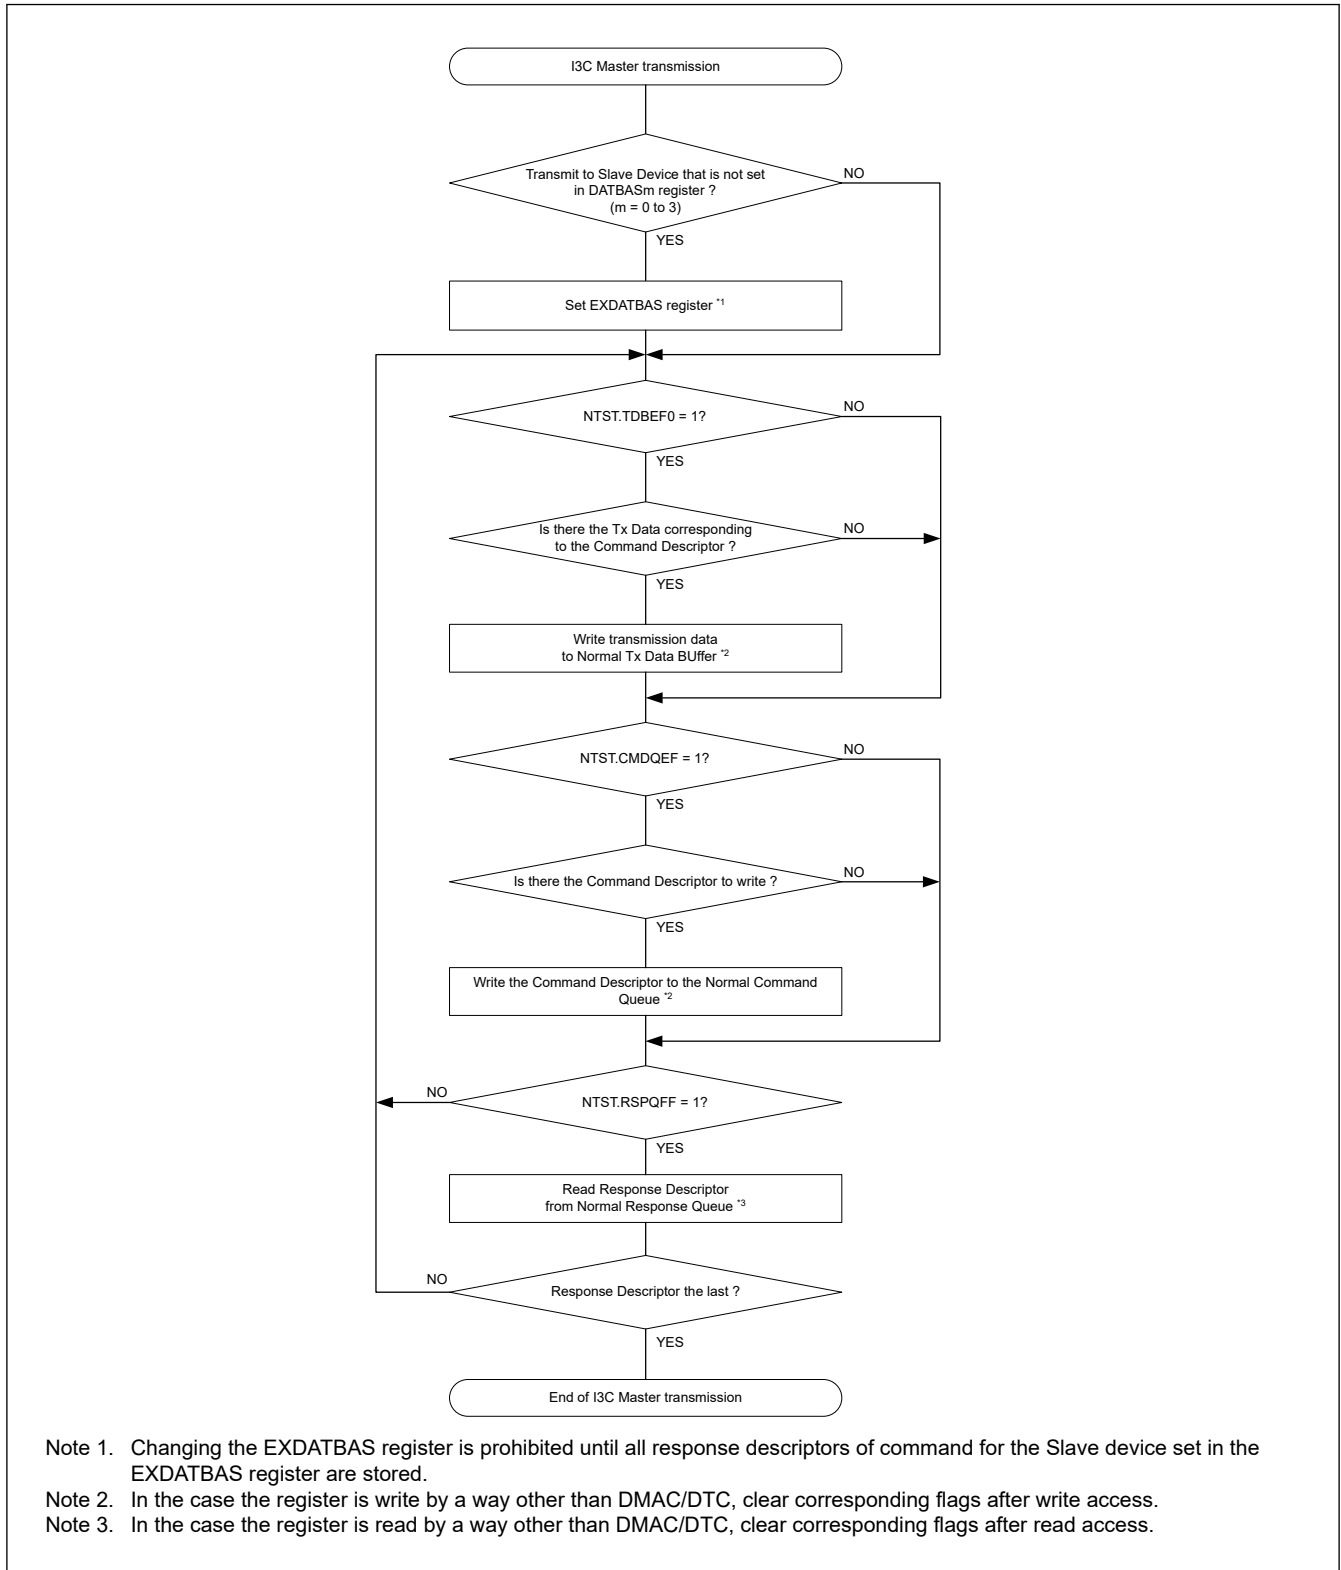 I3C Master transmission
Transmit to Slave Device that is not set
in DATBASm register ?
(m = 0 to 3)
NO
YES
Set EXDATBAS register *1
NTST.TDBEF0 = 1?
NO
YES
Is there the Tx Data corresponding
to the Command Descriptor ?
NO
YES
Write transmission data
to Normal Tx Data BUffer *2
NTST.CMDQEF = 1?
NO
YES
Is there the Command Descriptor to write ?
NO
YES
Write the Command Descriptor to the Normal Command
Queue *2
NO
NTST.RSPQFF = 1?
YES
Read Response Descriptor
from Normal Response Queue *3
NO
Response Descriptor the last ?
YES
End of I3C Master transmission
Note 1. Changing the EXDATBAS register is prohibited until all response descriptors of command for the Slave device set in the
EXDATBAS register are stored.
Note 2. In the case the register is write by a way other than DMAC/DTC, clear corresponding flags after write access.
Note 3. In the case the register is read by a way other than DMAC/DTC, clear corresponding flags after read access.